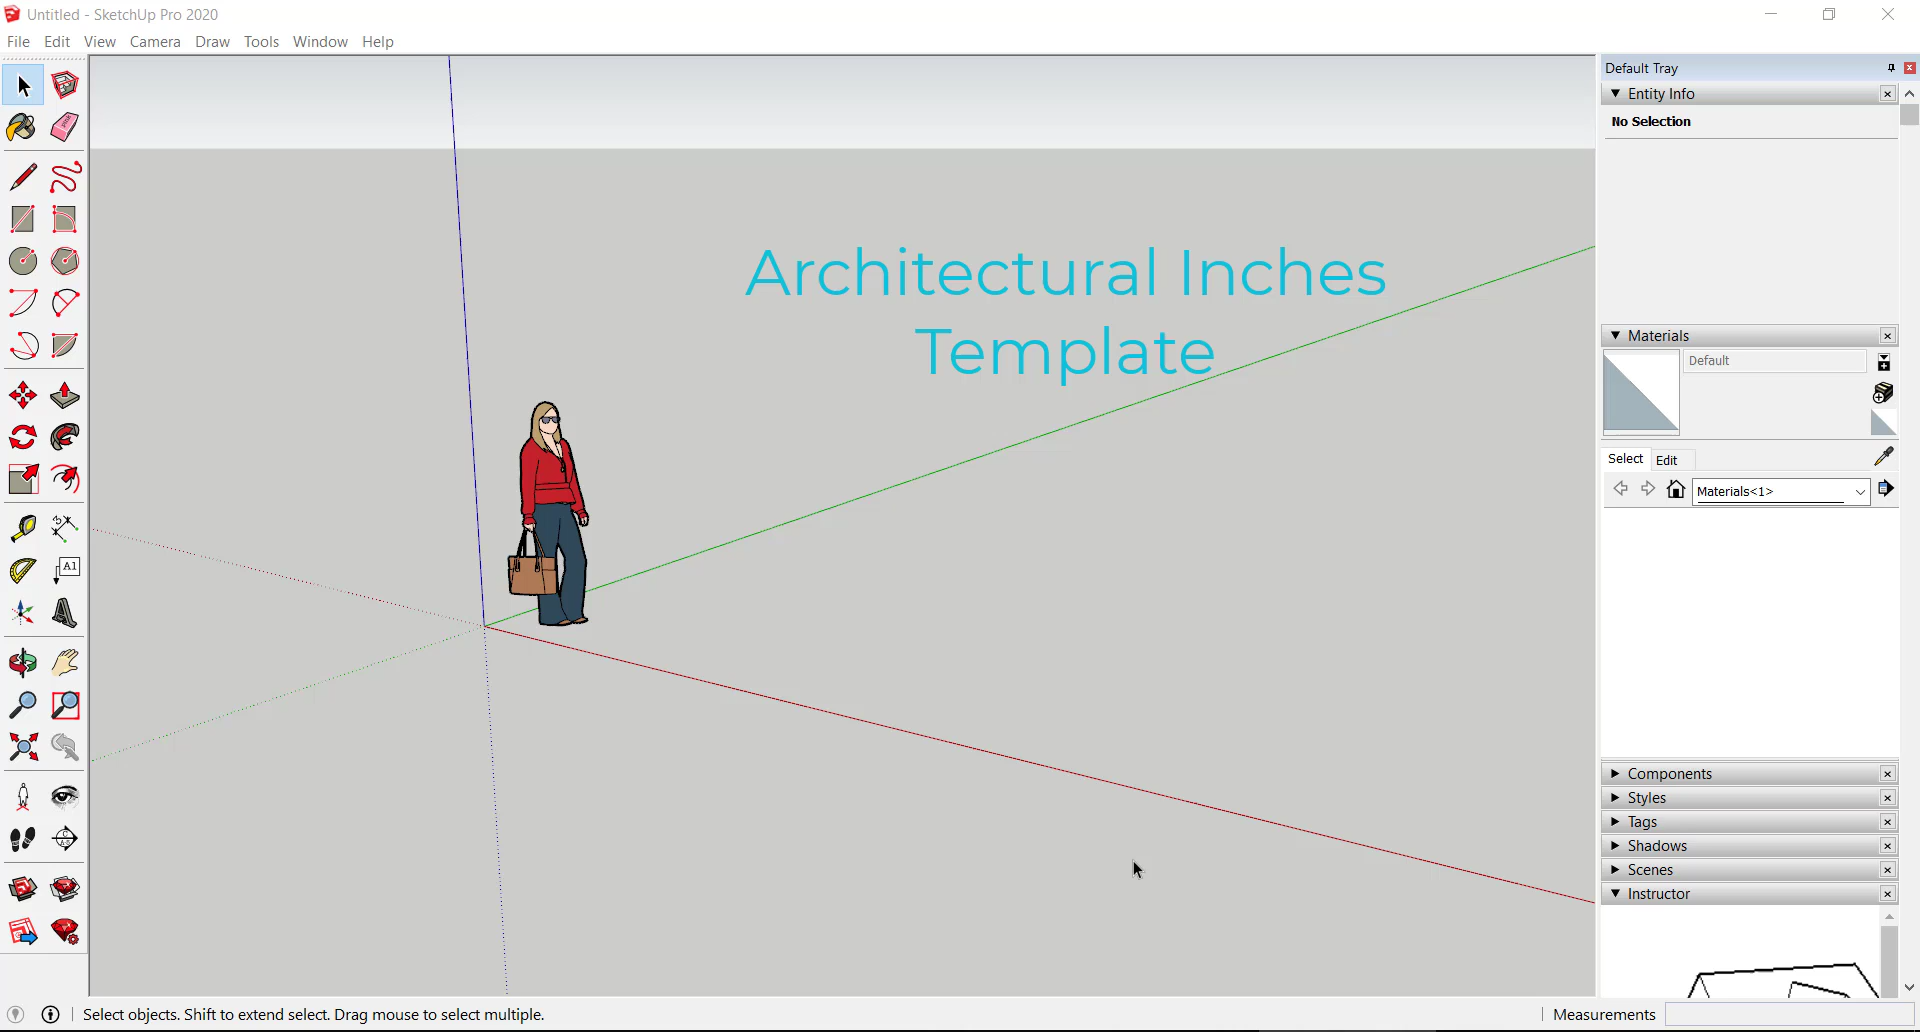 Untitled - SketchUp Pro 2020
File Edit View Camera Draw Tools Window Help
Default Tray
Entity Info
No Selection
Architectural Inches
Template
Materials
Default
Select Edit
Materials<1>
A1
Components
Styles
Tags
Shadows
Scenes
Instructor
Select objects. Shift to extend select. Drag mouse to select multiple.
Measurements